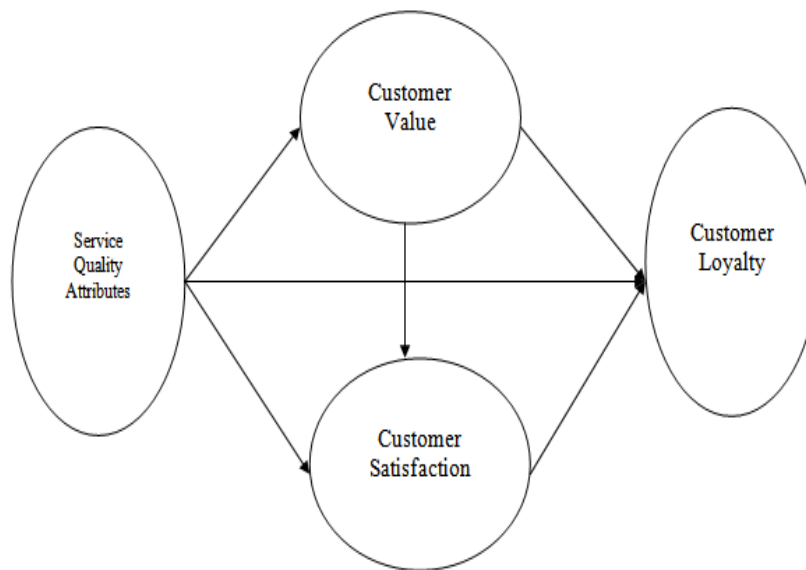 Customer
Value
Service
Quality
Attributes
Customer
Loyalty
Customer
Satisfaction